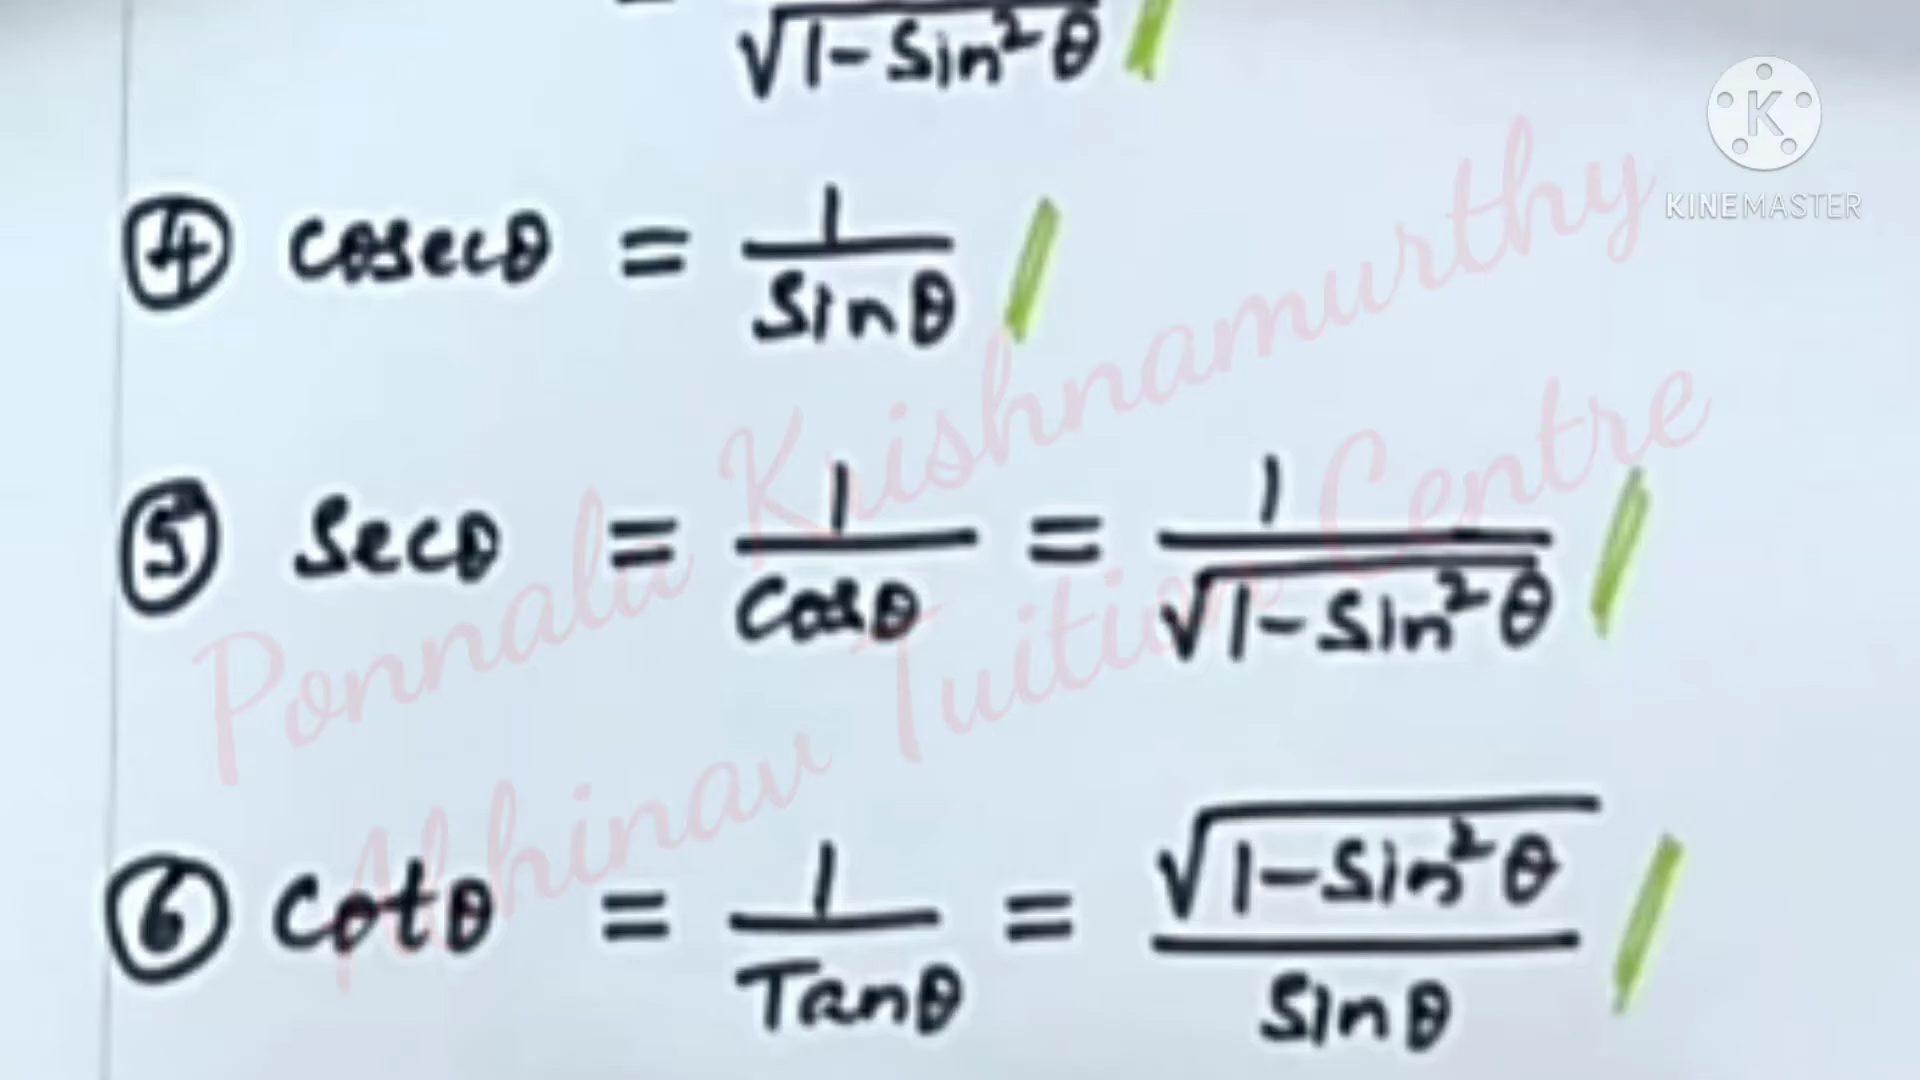 = √1-Sin²θ
④ cosecθ = 1/Sinθ
⑤ Secθ = 1/Cosθ = 1/√1-Sin²θ
⑥ Cotθ = 1/Tanθ = √1-Sin²θ/Sinθ
Ponnala Krishnamurthy
Abhinav Tuition Centre
K
KINEMASTER